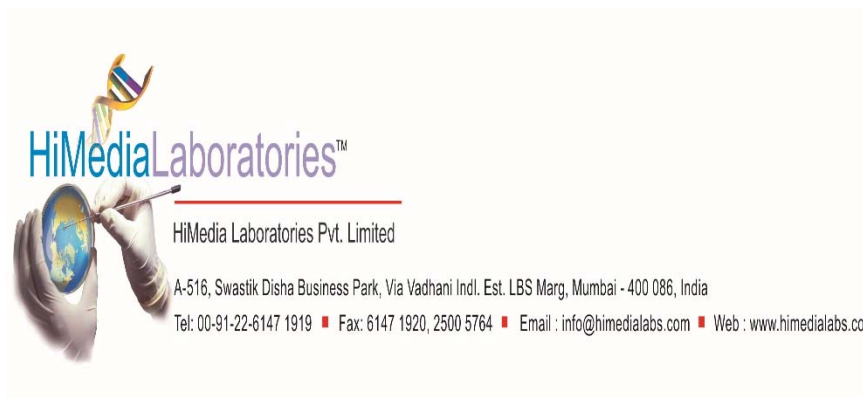 HiMediaLaboratories™
HiMedia Laboratories Pvt. Limited
A-516, Swastik Disha Business Park, Via Vadhani Indl. Est. LBS Marg, Mumbai - 400 086, India
Tel: 00-91-22-6147 1919 ■ Fax: 6147 1920, 2500 5764 ■ Email : info@himedialabs.com ■ Web : www.himedialabs.co